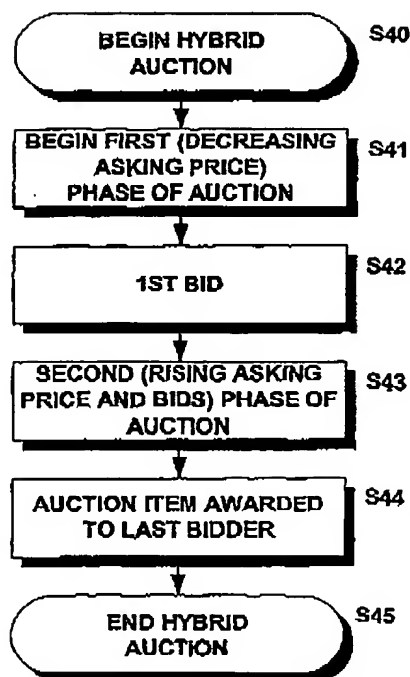 BEGIN HYBRID
AUCTION
S40
BEGIN FIRST (DECREASING
ASKING PRICE)
PHASE OF AUCTION
S41
1ST BID
S42
SECOND (RISING ASKING
PRICE AND BIDS) PHASE OF
AUCTION
S43
AUCTION ITEM AWARDED
TO LAST BIDDER
S44
END HYBRID
AUCTION
S45